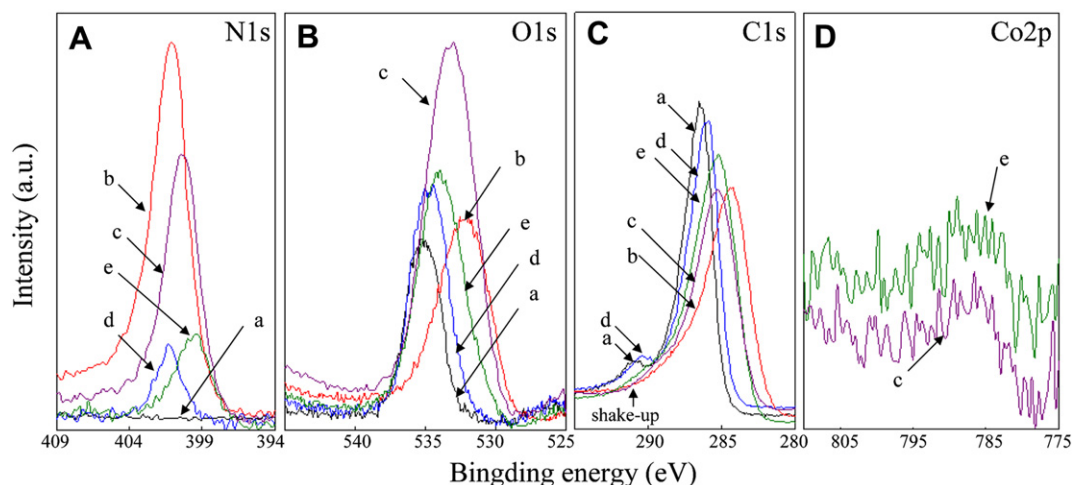 A N1s
B O1s
C C1s
D Co2p
Intensity (a.u.)
b
c
e
d
a
c
b
e
d
a
a
d
e
c
b
d
a
shake-up
e
c
409 404 399 394
540 535 530 525
290 285 280
805 795 785 775
Bingding energy (eV)